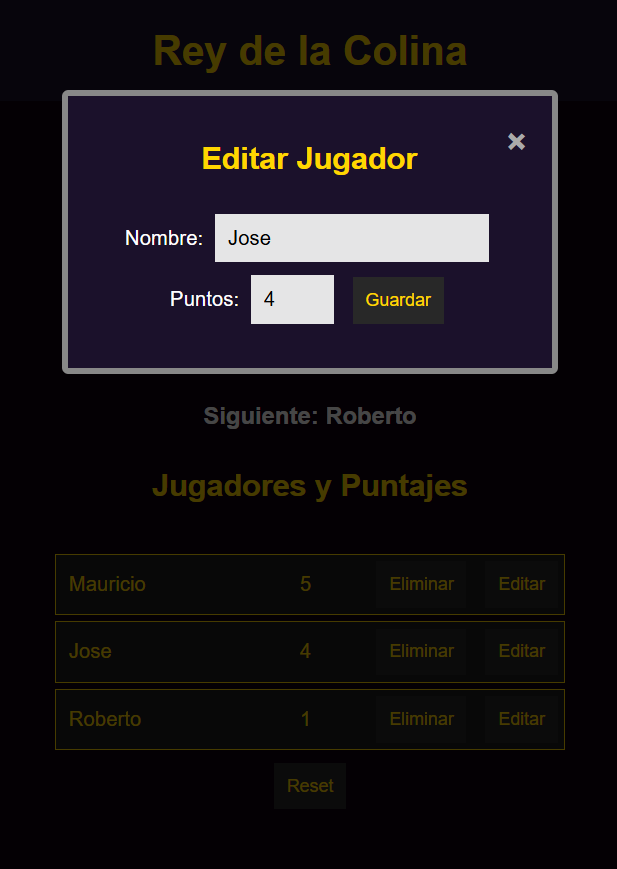 Rey de la Colina
×
Editar Jugador
Nombre: Jose
Puntos: 4 Guardar
Siguiente: Roberto
Jugadores y Puntajes
Mauricio 5 Eliminar Editar
Jose 4 Eliminar Editar
Roberto 1 Eliminar Editar
Reset